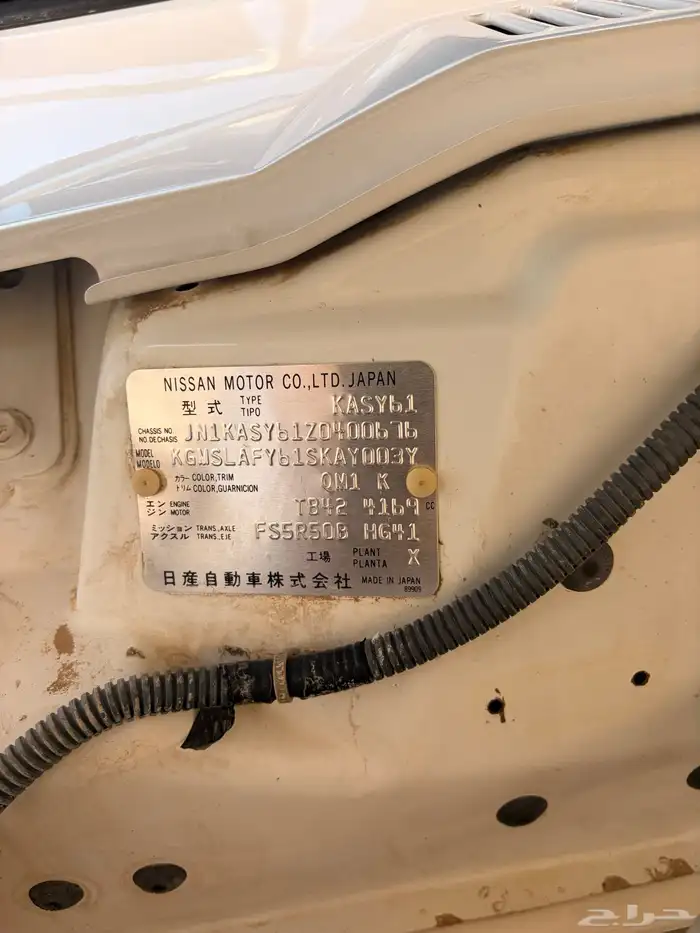 NISSAN MOTOR CO., LTD. JAPAN
型式 TYPE TIPO KASY61
CHASSIS NO. NO. DE CHASIS JN1KASY61Z0400676
MODEL MODELO KGWSLAFY61SKAY003Y
カラー トリム COLOR,TRIM COLOR,GUARNICION QM1 K
エンジン ENGINE MOTOR TB42 4169 CC
ミッション アクスル TRANS.,AXLE TRANS.,EJE FS5R50B HG41
工場 PLANT PLANTA X
日産自動車株式会社 MADE IN JAPAN
89909
حراج